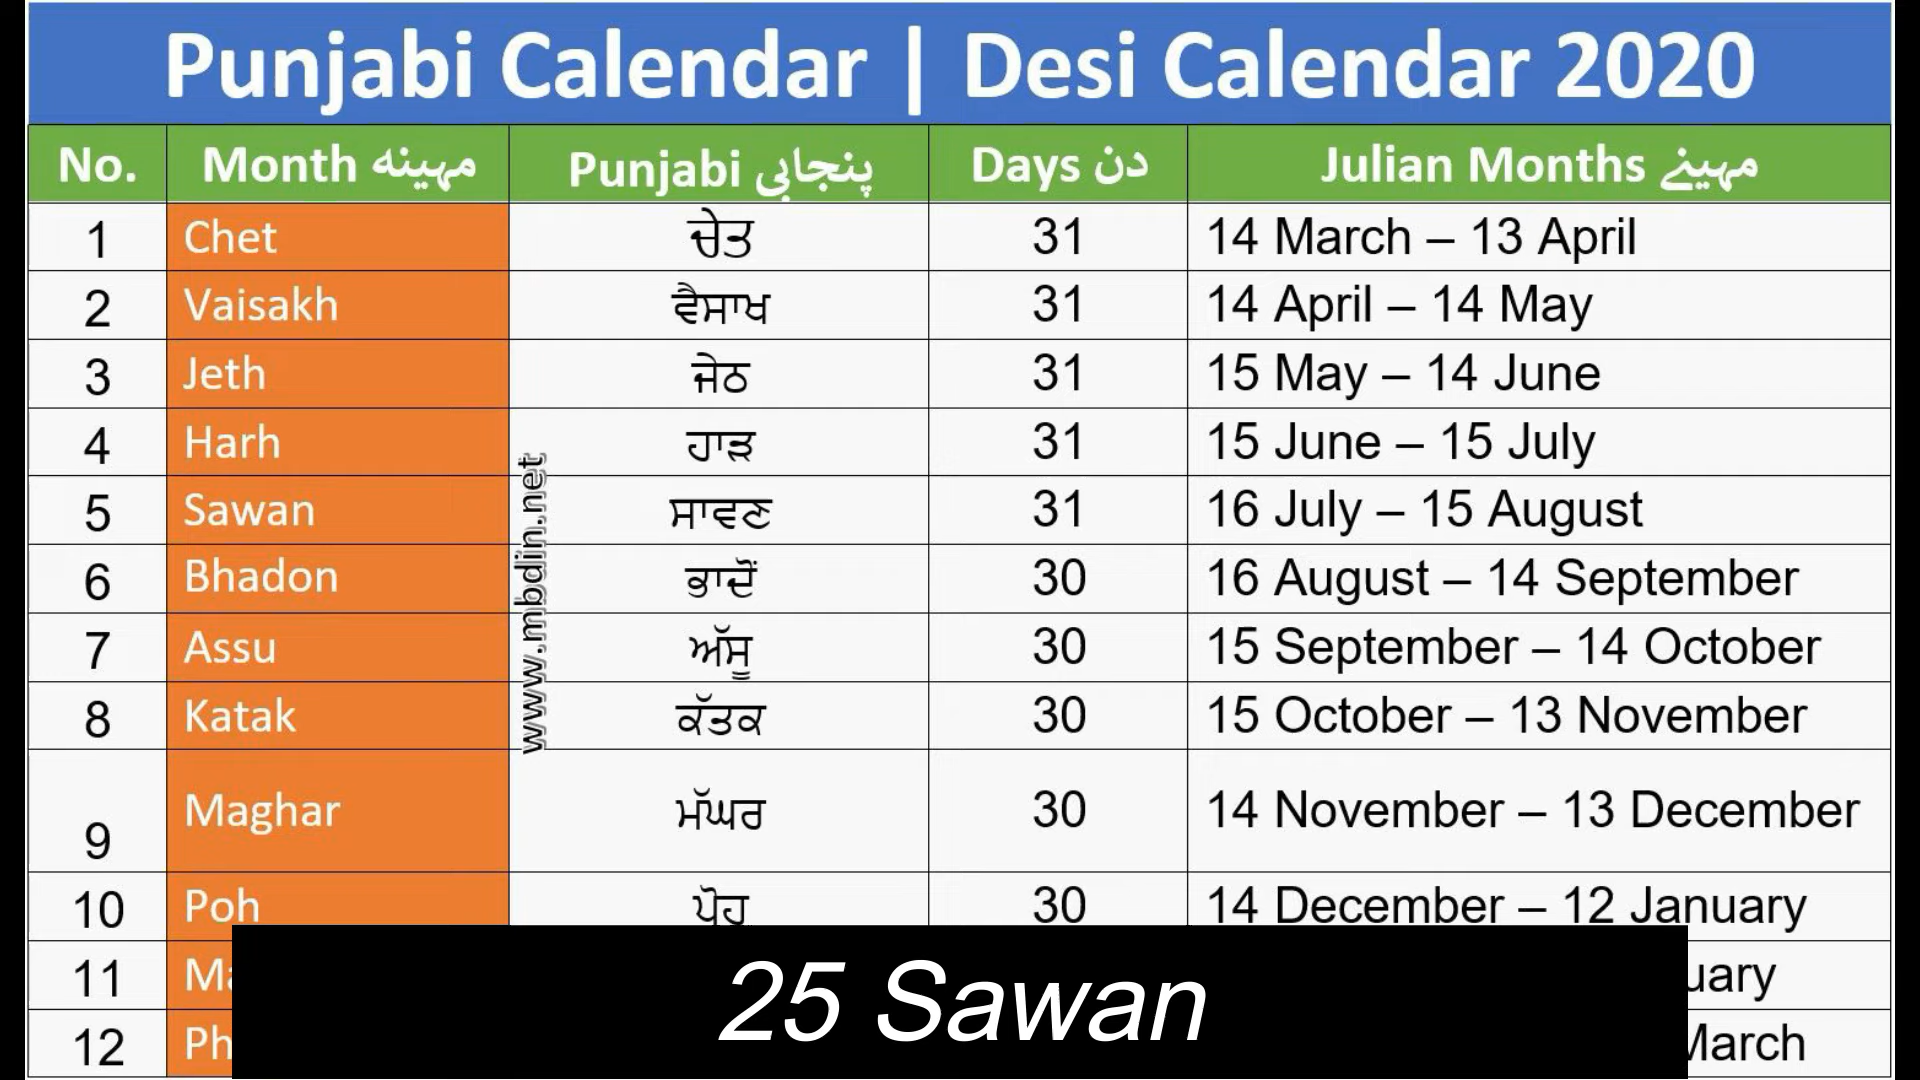 Punjabi Calendar | Desi Calendar 2020
No. Month مہینہ Punjabi پنجابی Days دن Julian Months مہینے
1 Chet ਚੇਤ 31 14 March – 13 April
2 Vaisakh ਵੈਸਾਖ 31 14 April – 14 May
3 Jeth ਜੇਠ 31 15 May – 14 June
4 Harh ਹਾੜ 31 15 June – 15 July
5 Sawan ਸਾਵਣ 31 16 July – 15 August
6 Bhadon ਭਾਦੋਂ 30 16 August – 14 September
7 Assu ਅੱਸੂ 30 15 September – 14 October
8 Katak ਕੱਤਕ 30 15 October – 13 November
9 Maghar ਮੱਘਰ 30 14 November – 13 December
10 Poh ਪੋਹ 30 14 December – 12 January
11
12 March
www.mbdin.net
25 Sawan